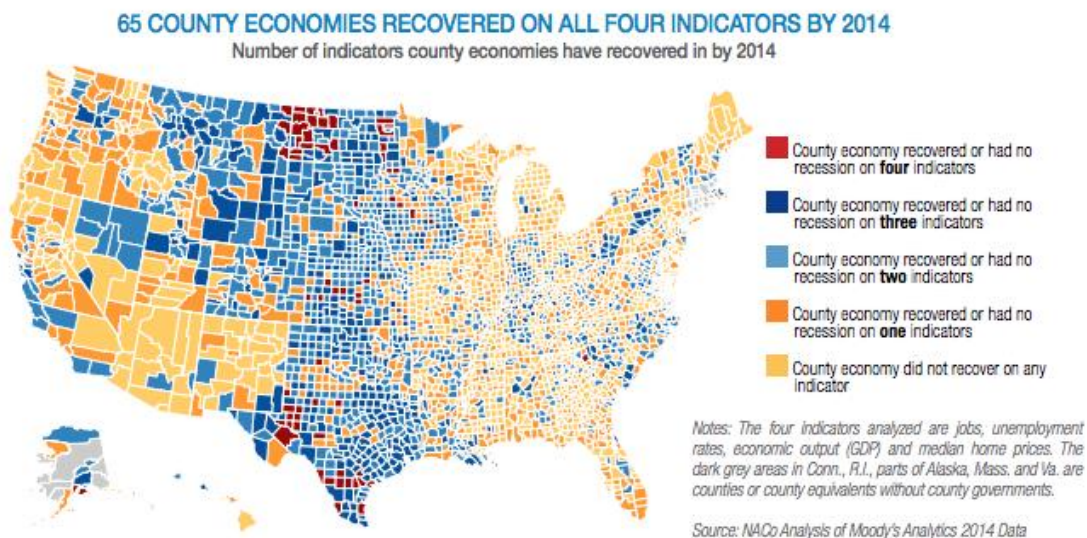 65 COUNTY ECONOMIES RECOVERED ON ALL FOUR INDICATORS BY 2014
Number of indicators county economies have recovered in by 2014
County economy recovered or had no
recession on four indicators
County economy recovered or had no
recession on three indicators
County economy recovered or had no
recession on two indicators
County economy recovered or had no
recession on one indicators
County economy did not recover on any
indicator
Notes: The four indicators analyzed are jobs, unemployment
rates, economic output (GDP) and median home prices. The
dark grey areas in Conn., R.I., parts of Alaska, Mass. and Va. are
counties or county equivalents without county governments.
Source: NACo Analysis of Moody's Analytics 2014 Data